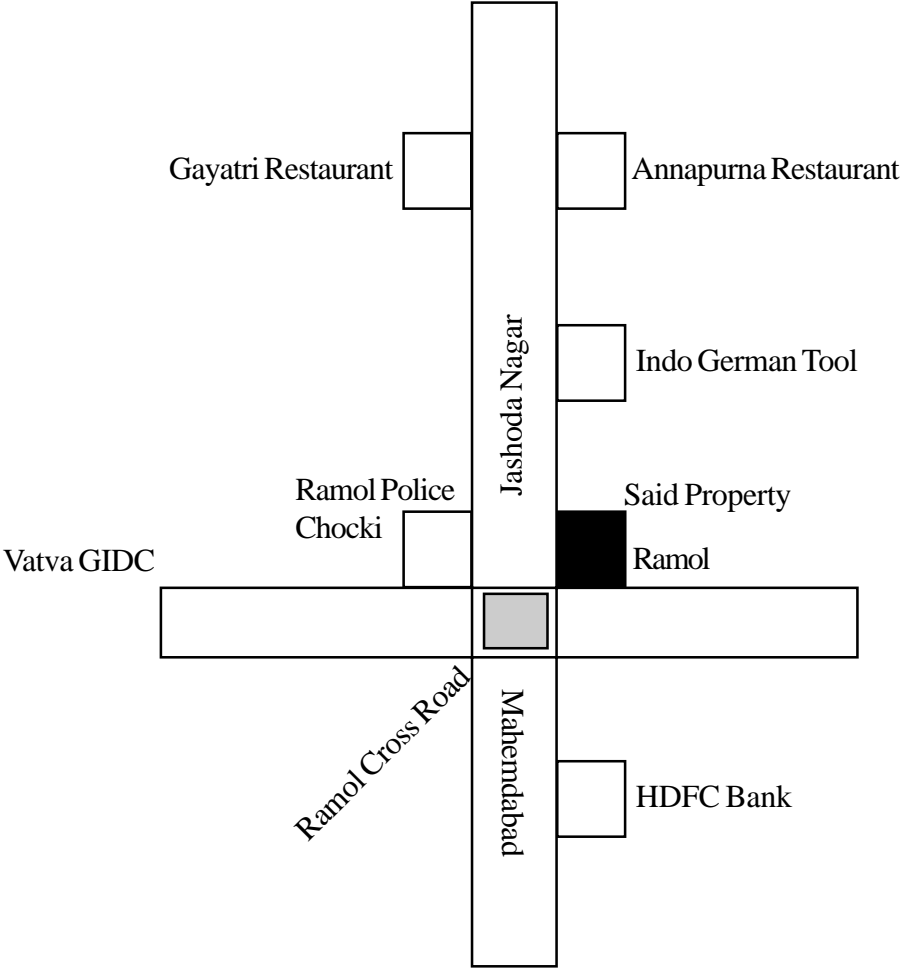 Gayatri Restaurant
Annapurna Restaurant
Jashoda Nagar
Indo German Tool
Ramol Police
Chocki
Said Property
Vatva GIDC
Ramol
Ramol Cross Road
Mahemdabad
HDFC Bank